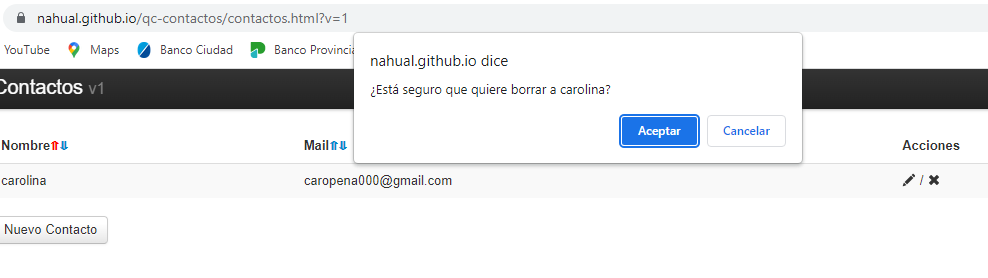 nahual.github.io/qc-contactos/contactos.html?v=1
YouTube Maps Banco Ciudad Banco Provincia
nahual.github.io dice
¿Está seguro que quiere borrar a carolina?
Aceptar Cancelar
Contactos v1
Nombre⇑⇓ Mail⇑⇓ Acciones
carolina caropena000@gmail.com /
Nuevo Contacto